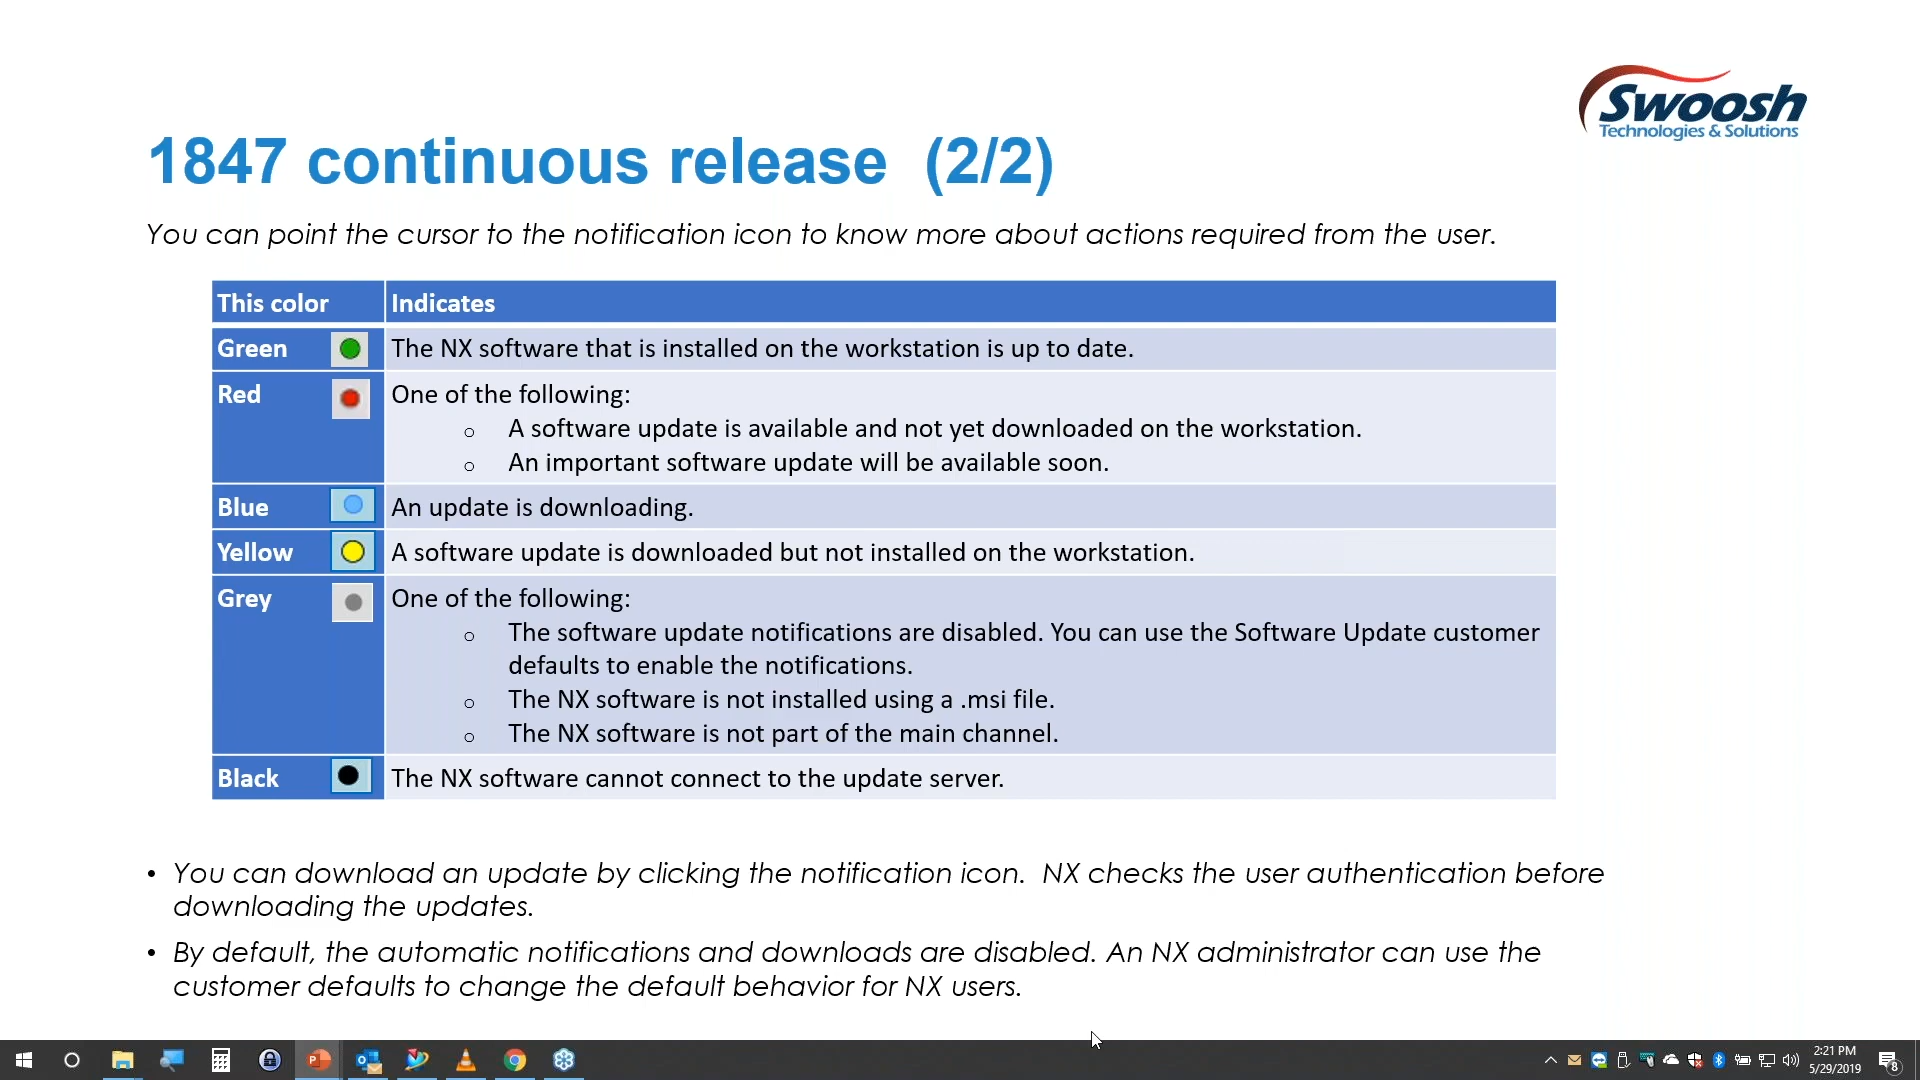 Swoosh
Technologies & Solutions
1847 continuous release  (2/2)
You can point the cursor to the notification icon to know more about actions required from the user.
This color Indicates
Green The NX software that is installed on the workstation is up to date.
Red One of the following:
o A software update is available and not yet downloaded on the workstation.
o An important software update will be available soon.
Blue An update is downloading.
Yellow A software update is downloaded but not installed on the workstation.
Grey One of the following:
o The software update notifications are disabled. You can use the Software Update customer
defaults to enable the notifications.
o The NX software is not installed using a .msi file.
o The NX software is not part of the main channel.
Black The NX software cannot connect to the update server.
• You can download an update by clicking the notification icon.  NX checks the user authentication before
downloading the updates.
• By default, the automatic notifications and downloads are disabled. An NX administrator can use the
customer defaults to change the default behavior for NX users.
2:21 PM
5/29/2019
8